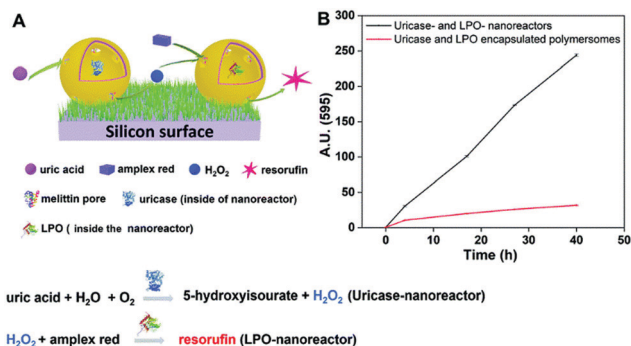 A
Silicon surface
uric acid
amplex red
H₂O₂
resorufin
melittin pore
uricase (inside of nanoreactor)
LPO ( inside the nanoreactor)
B
300
250
200
150
100
50
0
A.U. (595)
Uricase- and LPO- nanoreactors
Uricase and LPO encapsulated polymersomes
0 10 20 30 40 50
Time (h)
uric acid + H₂O + O₂ 5-hydroxyisourate + H₂O₂ (Uricase-nanoreactor)
H₂O₂ + amplex red resorufin (LPO-nanoreactor)